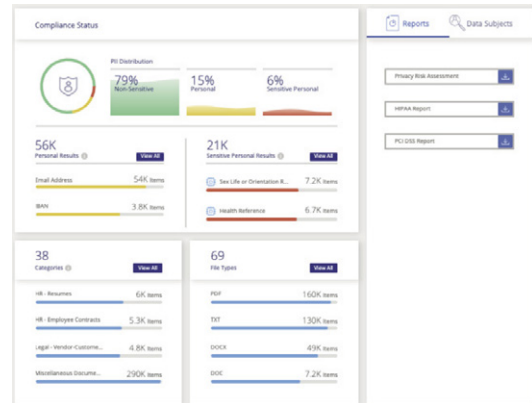 Compliance Status
PII Distribution
79%
Non-Sensitive
15%
Personal
6%
Sensitive Personal
56K
Personal Results
View All
Email Address 54K Items
IBAN 3.8K Items
21K
Sensitive Personal Results
View All
Sex Life or Orientation R... 7.2K Items
Health Reference 6.7K Items
38
Categories
View All
HR - Resumes 6K Items
HR - Employee Contracts 5.3K Items
Legal - Vendor-Custome... 4.8K Items
Miscellaneous Docume... 290K Items
69
File Types
View All
PDF 160K Items
TXT 130K Items
DOCX 49K Items
DOC 7.2K Items
Reports
Data Subjects
Privacy Risk Assessment
HIPAA Report
PCI-DSS Report